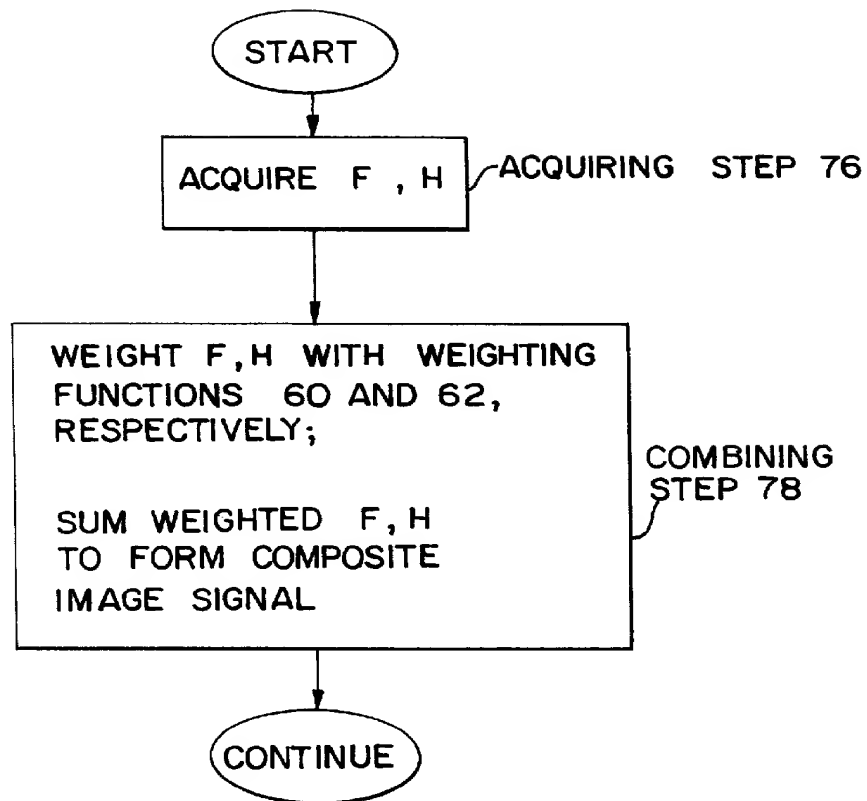 START
ACQUIRE F , H
ACQUIRING STEP 76
WEIGHT F, H WITH WEIGHTING
FUNCTIONS 60 AND 62,
RESPECTIVELY;
SUM WEIGHTED F, H
TO FORM COMPOSITE
IMAGE SIGNAL
COMBINING
STEP 78
CONTINUE